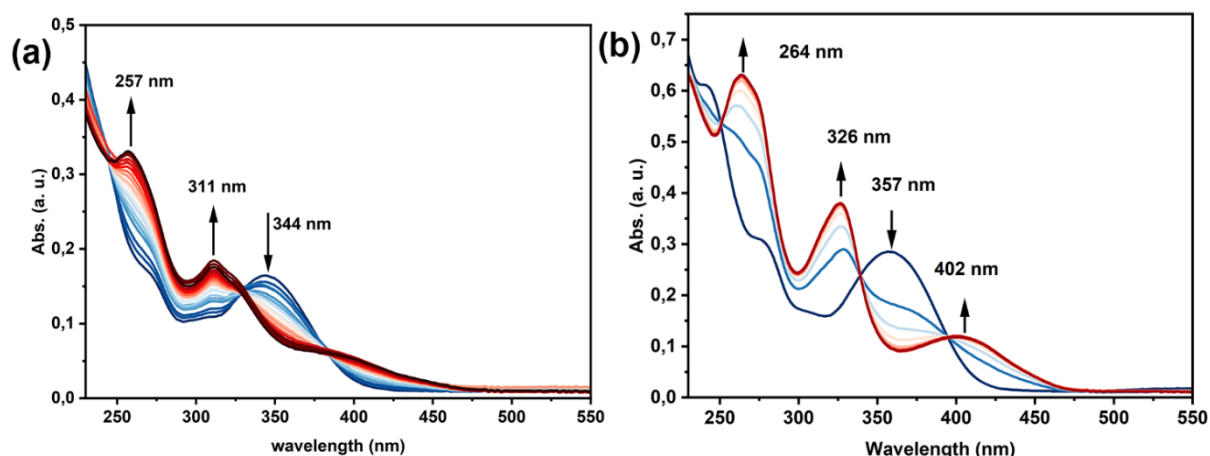 (a)
0,5
0,4
0,3
0,2
0,1
0,0
Abs. (a. u.)
257 nm
311 nm
344 nm
250 300 350 400 450 500 550
wavelength (nm)
(b)
0,7
0,6
0,5
0,4
0,3
0,2
0,1
0,0
Abs. (a. u.)
264 nm
326 nm
357 nm
402 nm
250 300 350 400 450 500 550
Wavelength (nm)